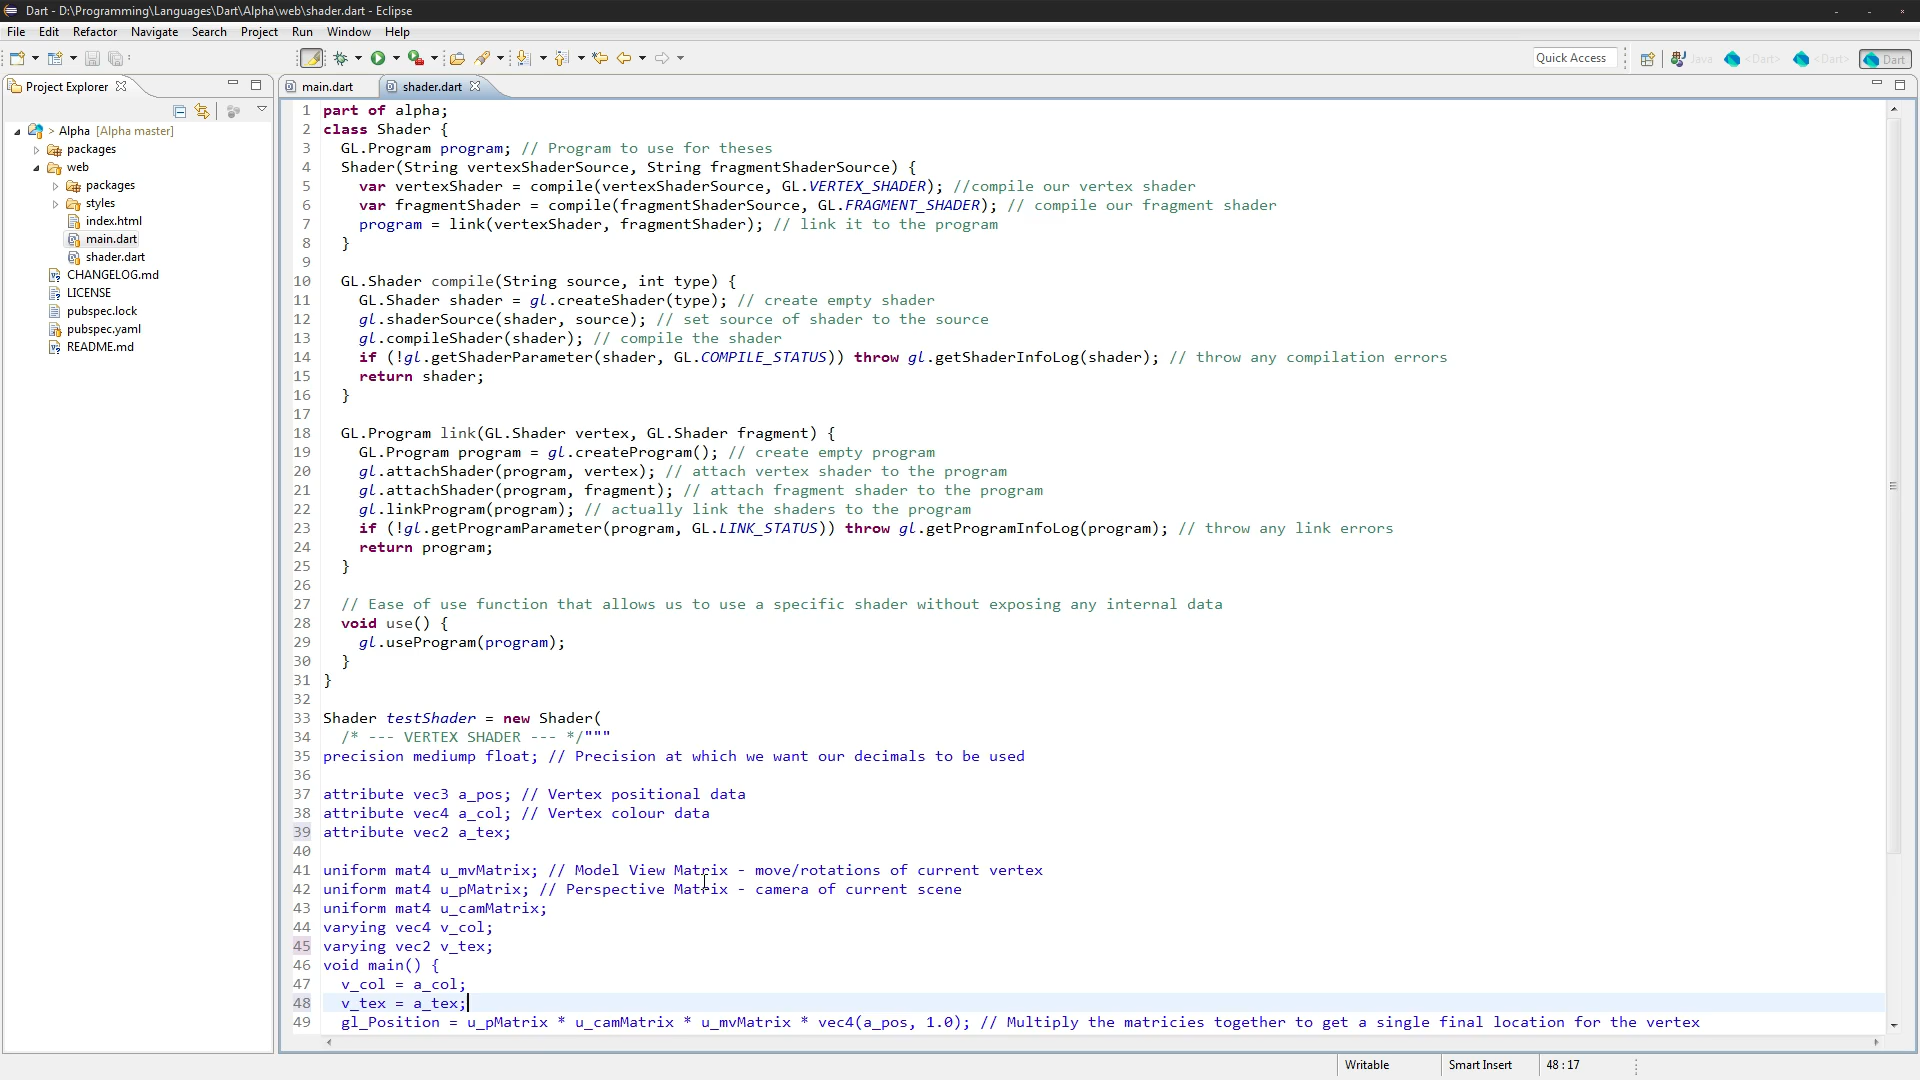 Dart - D:\Programming\Languages\Dart\Alpha\web\shader.dart - Eclipse
File Edit Refactor Navigate Search Project Run Window Help
Quick Access
Java
<Dart>
<Dart>
Dart
Project Explorer
main.dart
shader.dart
> Alpha [Alpha master]
packages
web
packages
styles
index.html
main.dart
shader.dart
CHANGELOG.md
LICENSE
pubspec.lock
pubspec.yaml
README.md
1 part of alpha;
2 class Shader {
3 GL.Program program; // Program to use for theses
4 Shader(String vertexShaderSource, String fragmentShaderSource) {
5 var vertexShader = compile(vertexShaderSource, GL.VERTEX_SHADER); //compile our vertex shader
6 var fragmentShader = compile(fragmentShaderSource, GL.FRAGMENT_SHADER); // compile our fragment shader
7 program = link(vertexShader, fragmentShader); // link it to the program
8 }
9
10 GL.Shader compile(String source, int type) {
11 GL.Shader shader = gl.createShader(type); // create empty shader
12 gl.shaderSource(shader, source); // set source of shader to the source
13 gl.compileShader(shader); // compile the shader
14 if (!gl.getShaderParameter(shader, GL.COMPILE_STATUS)) throw gl.getShaderInfoLog(shader); // throw any compilation errors
15 return shader;
16 }
17
18 GL.Program link(GL.Shader vertex, GL.Shader fragment) {
19 GL.Program program = gl.createProgram(); // create empty program
20 gl.attachShader(program, vertex); // attach vertex shader to the program
21 gl.attachShader(program, fragment); // attach fragment shader to the program
22 gl.linkProgram(program); // actually link the shaders to the program
23 if (!gl.getProgramParameter(program, GL.LINK_STATUS)) throw gl.getProgramInfoLog(program); // throw any link errors
24 return program;
25 }
26
27 // Ease of use function that allows us to use a specific shader without exposing any internal data
28 void use() {
29 gl.useProgram(program);
30 }
31 }
32
33 Shader testShader = new Shader(
34 /* --- VERTEX SHADER --- */"""
35 precision mediump float; // Precision at which we want our decimals to be used
36
37 attribute vec3 a_pos; // Vertex positional data
38 attribute vec4 a_col; // Vertex colour data
39 attribute vec2 a_tex;
40
41 uniform mat4 u_mvMatrix; // Model View Matrix - move/rotations of current vertex
42 uniform mat4 u_pMatrix; // Perspective Matrix - camera of current scene
43 uniform mat4 u_camMatrix;
44 varying vec4 v_col;
45 varying vec2 v_tex;
46 void main() {
47 v_col = a_col;
48 v_tex = a_tex;
49 gl_Position = u_pMatrix * u_camMatrix * u_mvMatrix * vec4(a_pos, 1.0); // Multiply the matricies together to get a single final location for the vertex
Writable Smart Insert 48 : 17